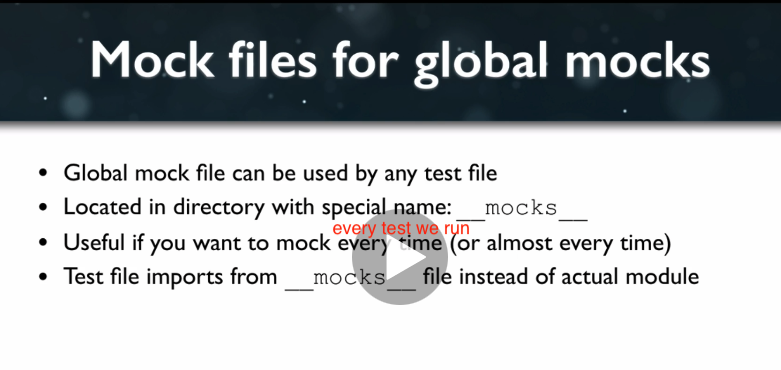 Mock files for global mocks
• Global mock file can be used by any test file
• Located in directory with special name: __mocks__
every test we run
• Useful if you want to mock every time (or almost every time)
• Test file imports from __mocks__ file instead of actual module